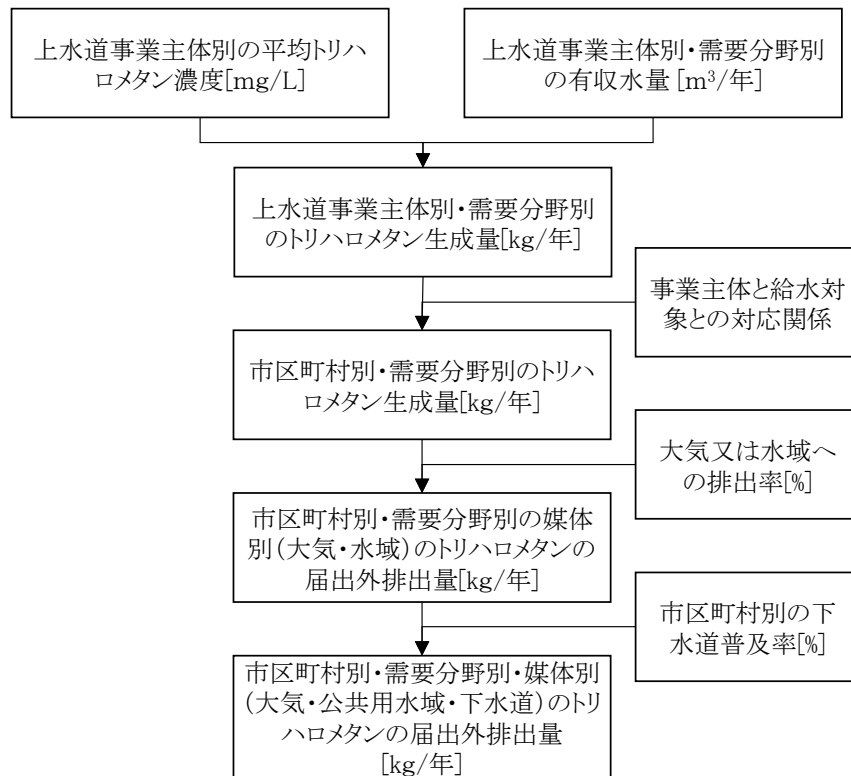 上水道事業主体別の平均トリハ
ロメタン濃度[mg/L]
上水道事業主体別・需要分野別
の有収水量 [m³/年]
上水道事業主体別・需要分野別
のトリハロメタン生成量[kg/年]
事業主体と給水対
象との対応関係
市区町村別・需要分野別のトリハ
ロメタン生成量[kg/年]
大気又は水域へ
の排出率[%]
市区町村別・需要分野別の媒体
別(大気・水域)のトリハロメタンの
届出外排出量[kg/年]
市区町村別の下
水道普及率[%]
市区町村別・需要分野別・媒体別
(大気・公共用水域・下水道)のトリ
ハロメタンの届出外排出量
[kg/年]